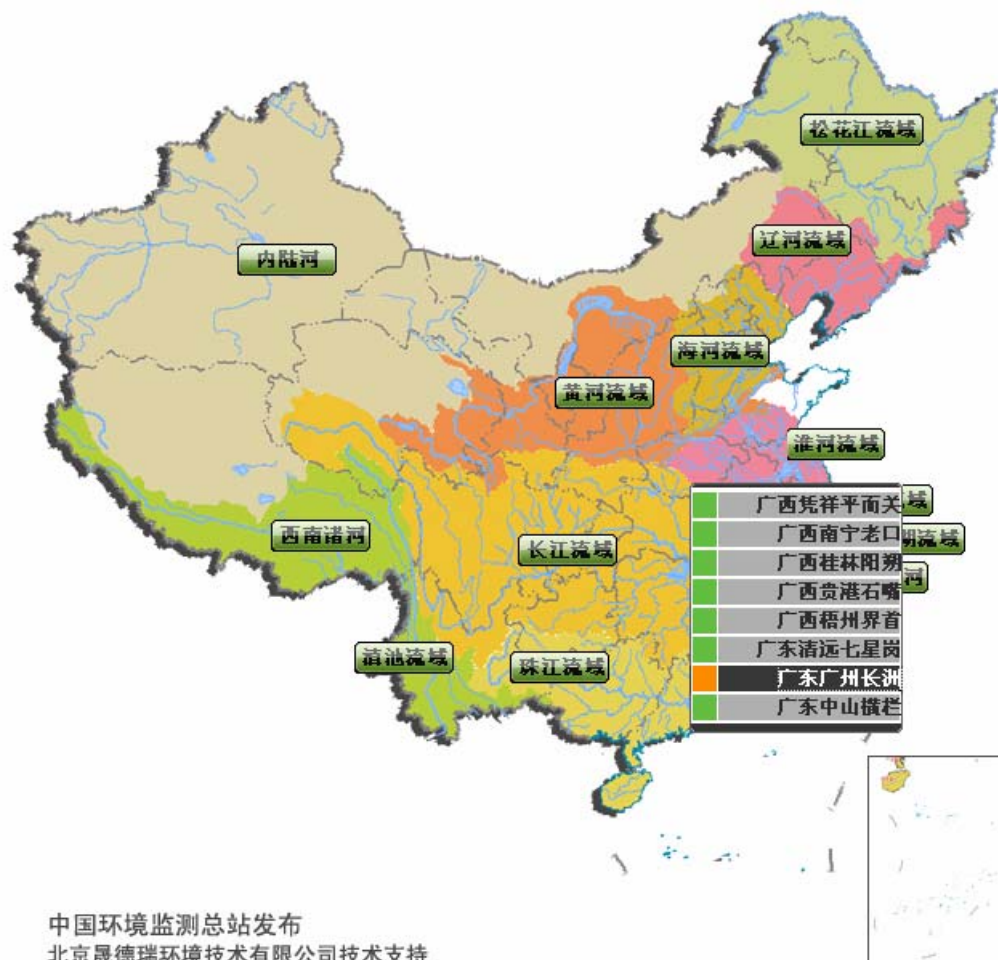 松花江流域
辽河流域
内陆河
海河流域
黄河流域
淮河流域
广西凭祥平面关
域
广西南宁老口
湖流域
西南诸河
长江流域
广西桂林阳朔
河
广西贵港石嘴
广西梧州界首
滇池流域
珠江流域
广东清远七星岗
广东广州长洲
广东中山横栏
中国环境监测总站发布
北京晟德瑞环境技术有限公司技术支持